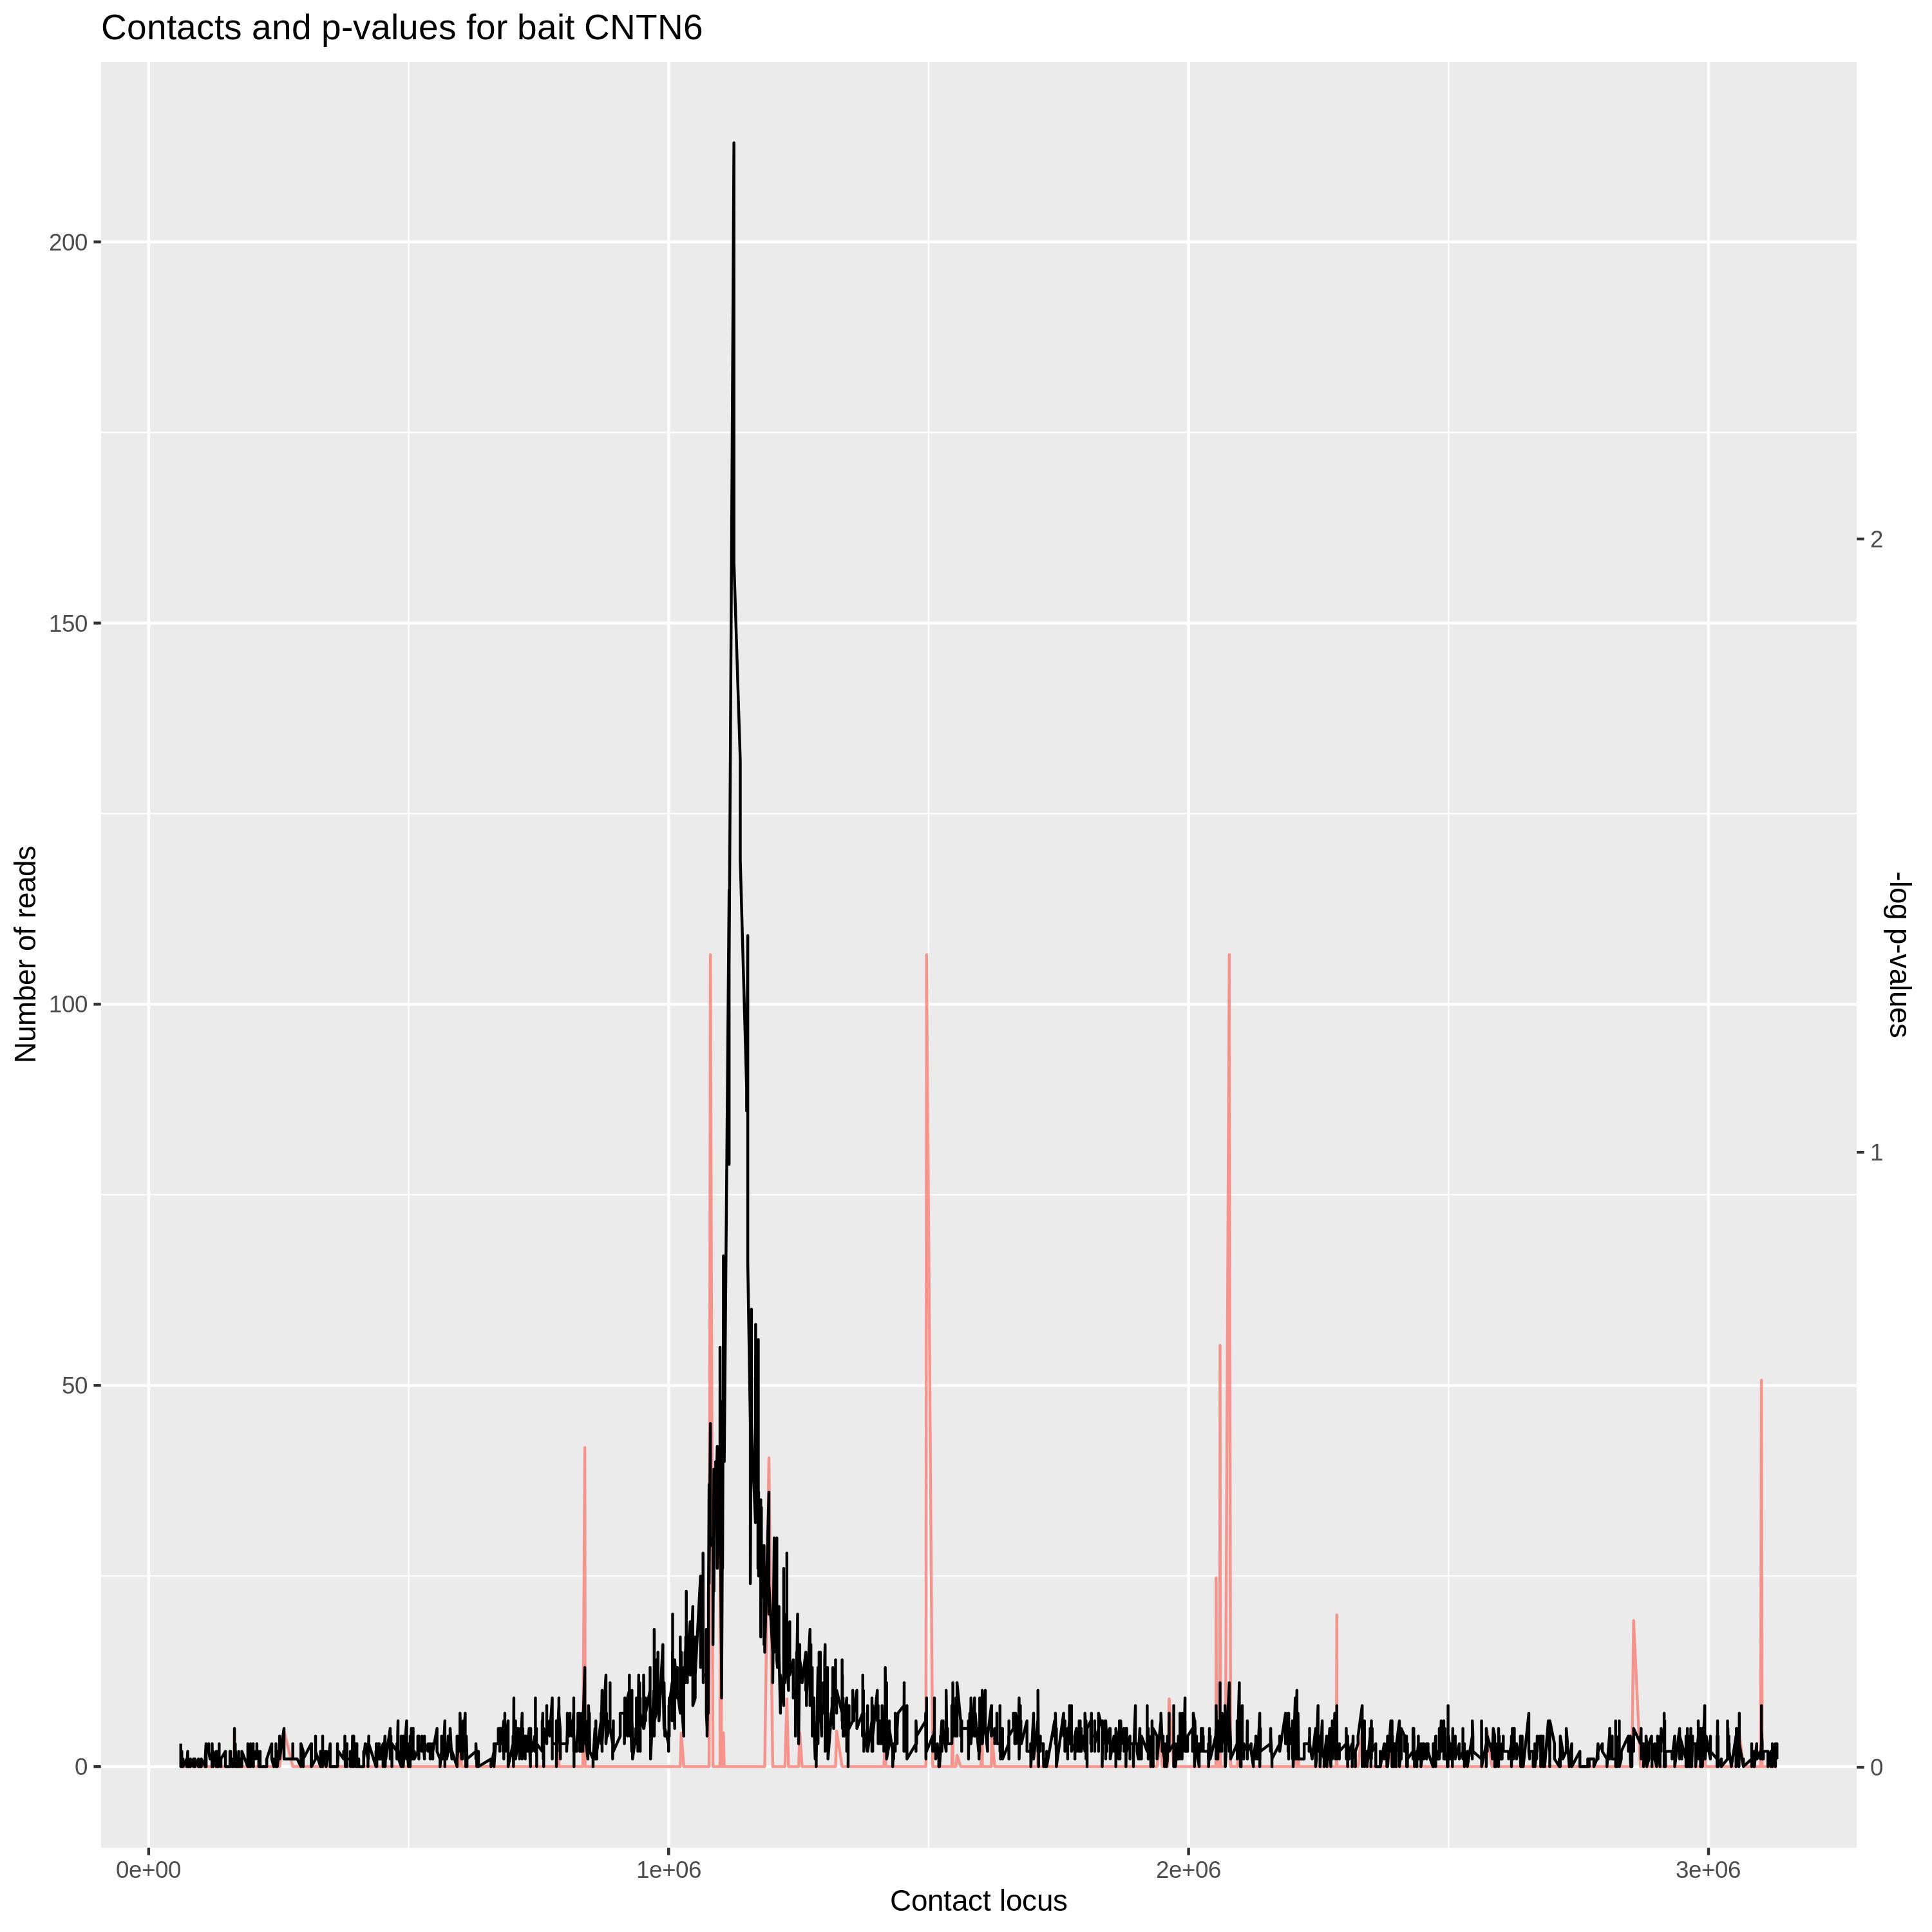 Contacts and p-values for bait CNTN6
Number of reads
200
150
100
50
0
2
1
0
-log p-values
0e+00
1e+06
2e+06
3e+06
Contact locus